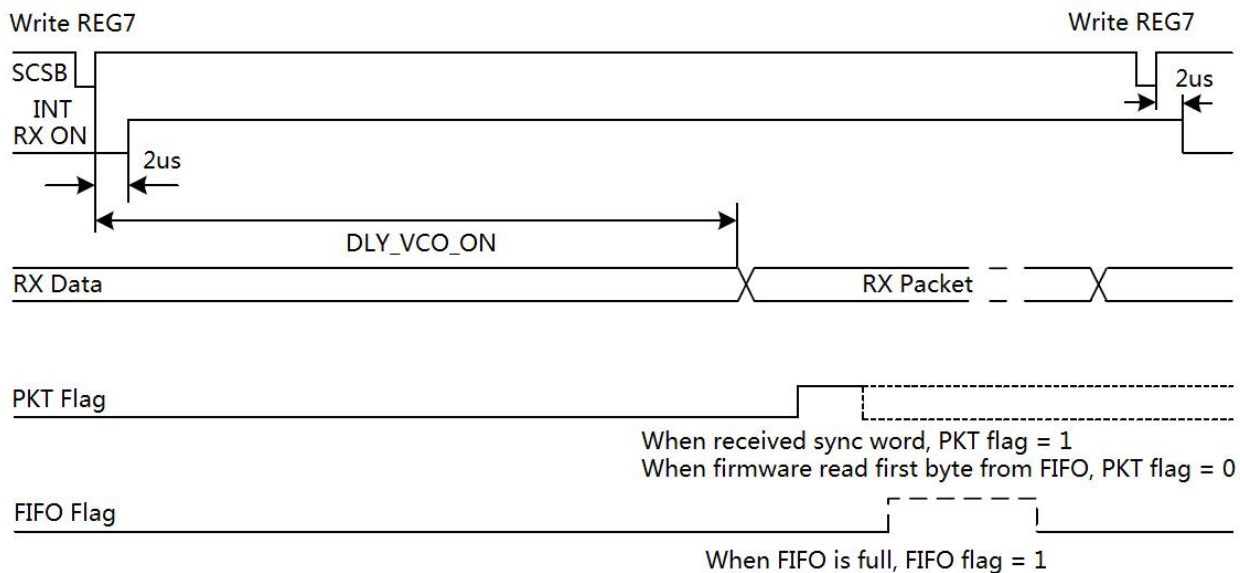 Write REG7
Write REG7
SCSB
2us
INT
RX ON
2us
DLY_VCO_ON
RX Data
RX Packet
PKT Flag
When received sync word, PKT flag = 1
When firmware read first byte from FIFO, PKT flag = 0
FIFO Flag
When FIFO is full, FIFO flag = 1